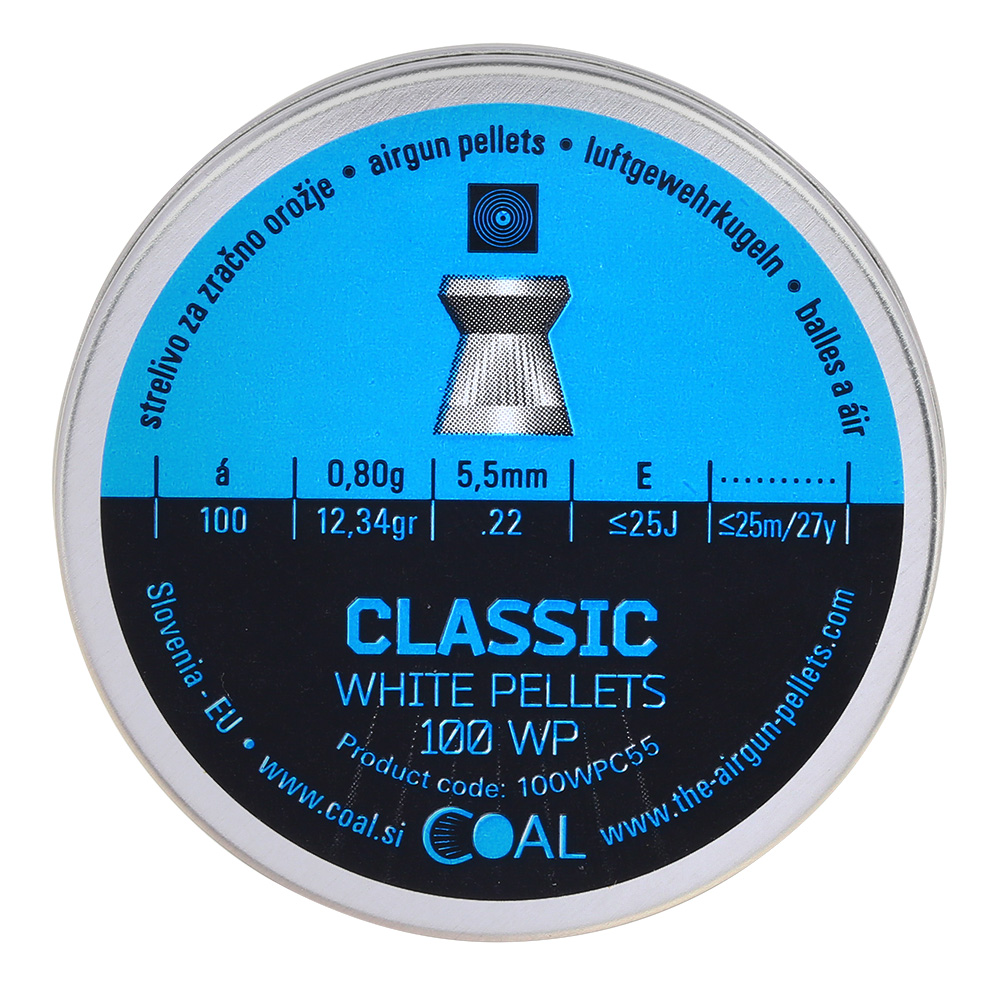 strelivo za zračno orožje • airgun pellets • luftgewehrkugeln • balles a áir
á 0,80g 5,5mm E ..........
100 12,34gr .22 ≤25J ≤25m/27y
CLASSIC
WHITE PELLETS
100 WP
Product code: 100WPC55
Slovenia - EU • www.coal.si COAL www.the-airgun-pellets.com